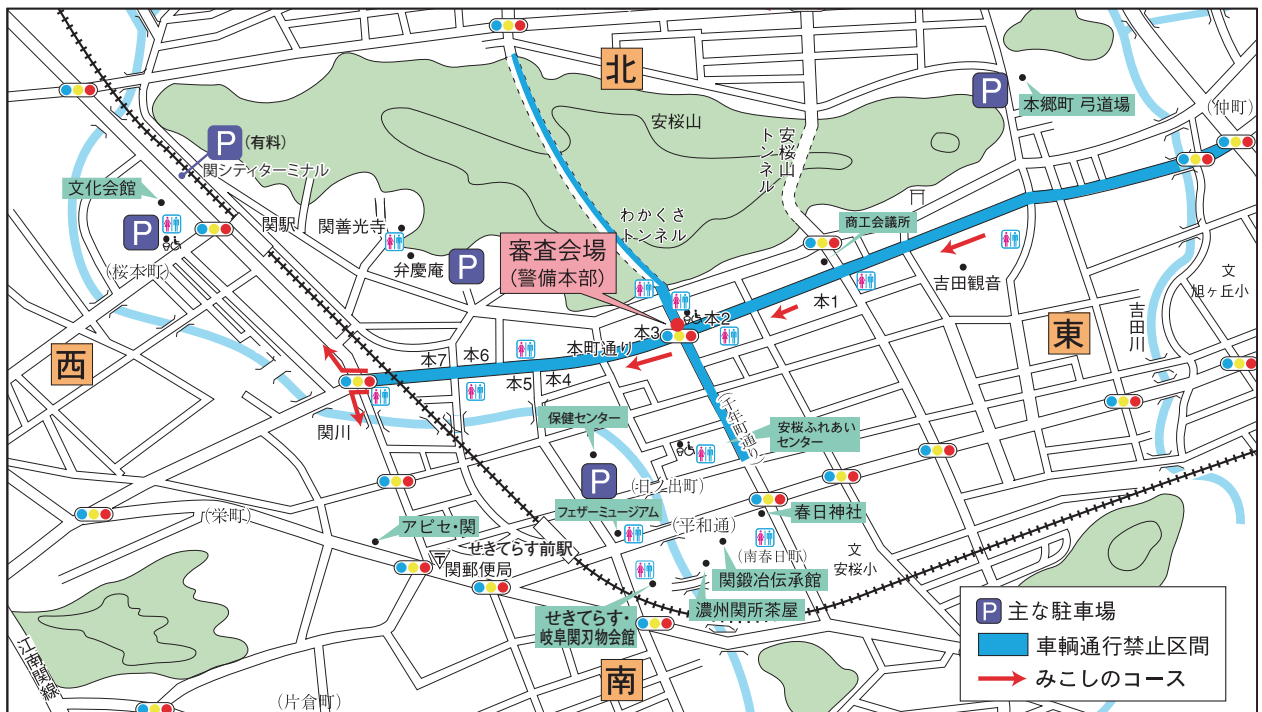 北
安桜山
安桜山
トンネル
P
本郷町 弓道場
(仲町)
P
(有料)
関シティターミナル
文化会館
P
(桜本町)
関駅
関善光寺
弁慶庵
P
わかくさ
トンネル
審査会場
(警備本部)
商工会議所
吉田観音
文
旭ヶ丘小
吉田川
東
西
本1
本2
本3
本町通り
本4
本5
本6
本7
関川
千年町通り
安桜ふれあい
センター
保健センター
P
(日ノ出町)
フェザーミュージアム
(平和通)
春日神社
(南春日町)
文
安桜小
(栄町)
アピセ・関
せきてらす前駅
〒
関郵便局
関鍛冶伝承館
濃州関所茶屋
せきてらす・
岐阜関刃物会館
江南関線
(片倉町)
南
P 主な駐車場
車輌通行禁止区間
みこしのコース